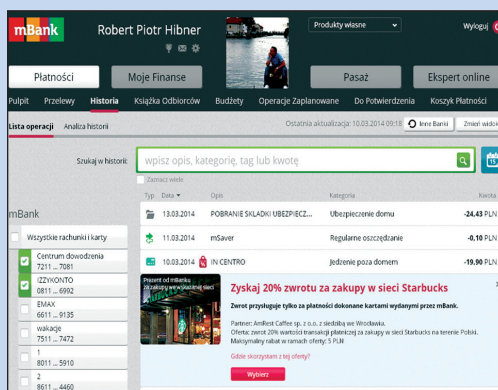 mBank
Robert Piotr Hibner
Produkty własne
Wyloguj
Płatności
Moje Finanse
Pasaż
Ekspert online
Pulpit Przelewy Historia Książka Odbiorców Budżety Operacje Zaplanowane Do Potwierdzenia Koszyk Płatności
Lista operacji Analiza historii
Ostatnia aktualizacja: 10.03.2014 09:18
Inne Banki
Zmień widok
Szukaj w historii:
wpisz opis, kategorię, tag lub kwotę
15
Zaznacz wiele
Typ Data Opis Kategoria Kwota
13.03.2014 POBRANIE SKLADKI UBEZPIECZ... Ubezpieczenie domu -24,43 PLN
11.03.2014 mSaver Regularne oszczędzanie -0,10 PLN
10.03.2014 IN CENTRO Jedzenie poza domem -19,90 PLN
mBank
Wszystkie rachunki i karty
Centrum dowodzenia
7211 ... 7081
IZZYKONTO
0811 ... 6992
EMAX
6611 ... 9135
wakacje
7511 ... 7472
1
8011 ... 5910
2
8611 ... 4460
Prezent od mBanku
za zakupy we wskazanej sieci
Zyskaj 20% zwrotu za zakupy w sieci Starbucks
Zwrot przysługuje tylko za płatności dokonane kartami wydanymi przez mBank.
Partner: AmRest Coffee sp. z o.o. z siedzibą we Wrocławiu.
Oferta: zwrot 20% wartości transakcji płatniczej za zakupy w sieci Starbucks na terenie Polski.
Maksymalny rabat w ramach oferty: 5 PLN
Gdzie skorzystam z tej oferty?
Wybierz